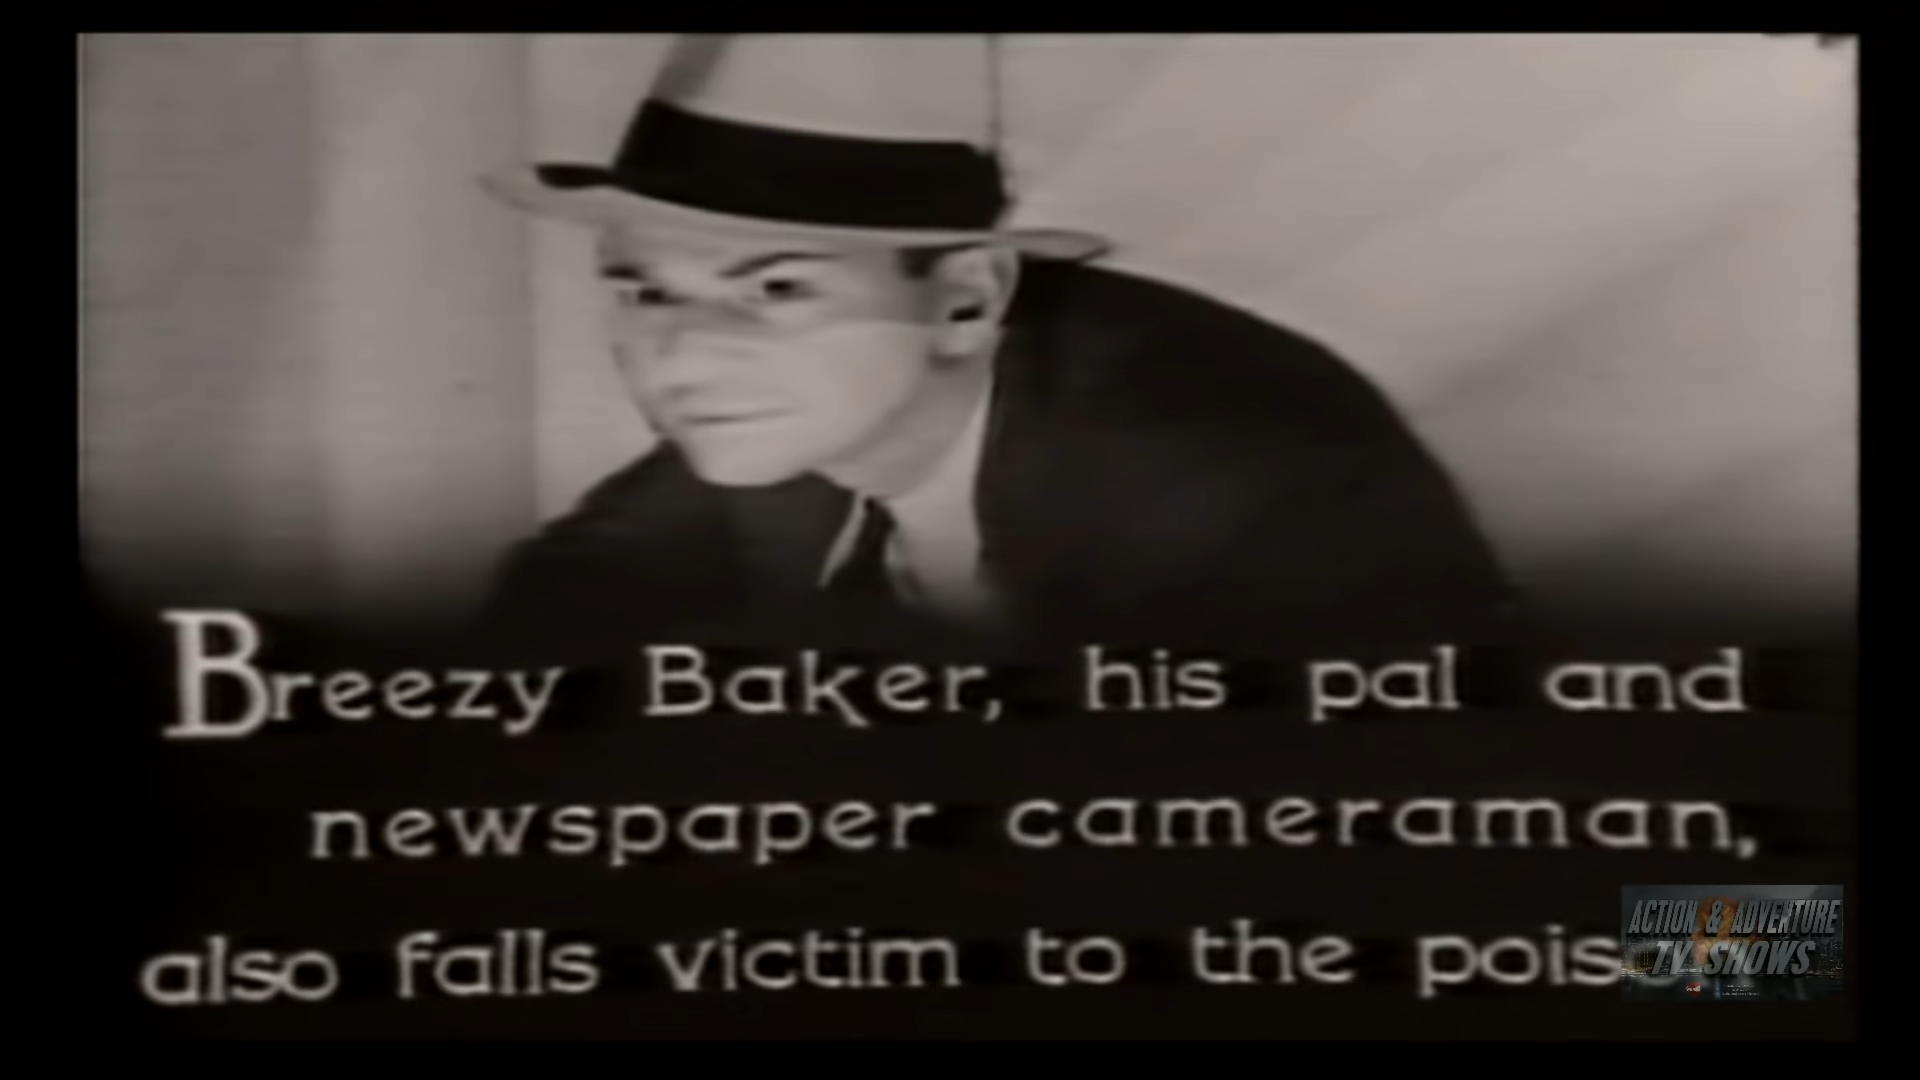 Breezy Baker, his pal and
newspaper cameraman,
also falls victim to the
ACTION & ADVENTURE
TV SHOWS